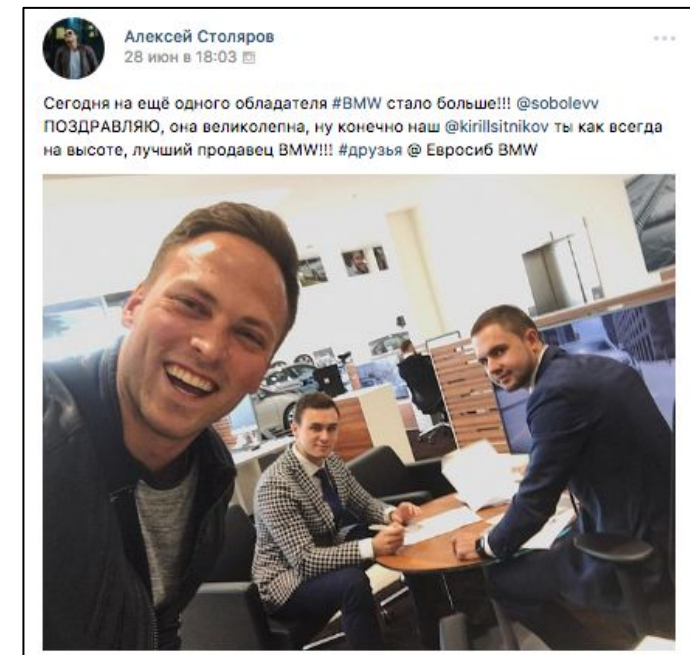 Алексей Столяров
28 июн в 18:03
Сегодня на ещё одного обладателя #BMW стало больше!!! @sobolevv
ПОЗДРАВЛЯЮ, она великолепна, ну конечно наш @kirillsitnikov ты как всегда
на высоте, лучший продавец BMW!!! #друзья @ Евросиб BMW